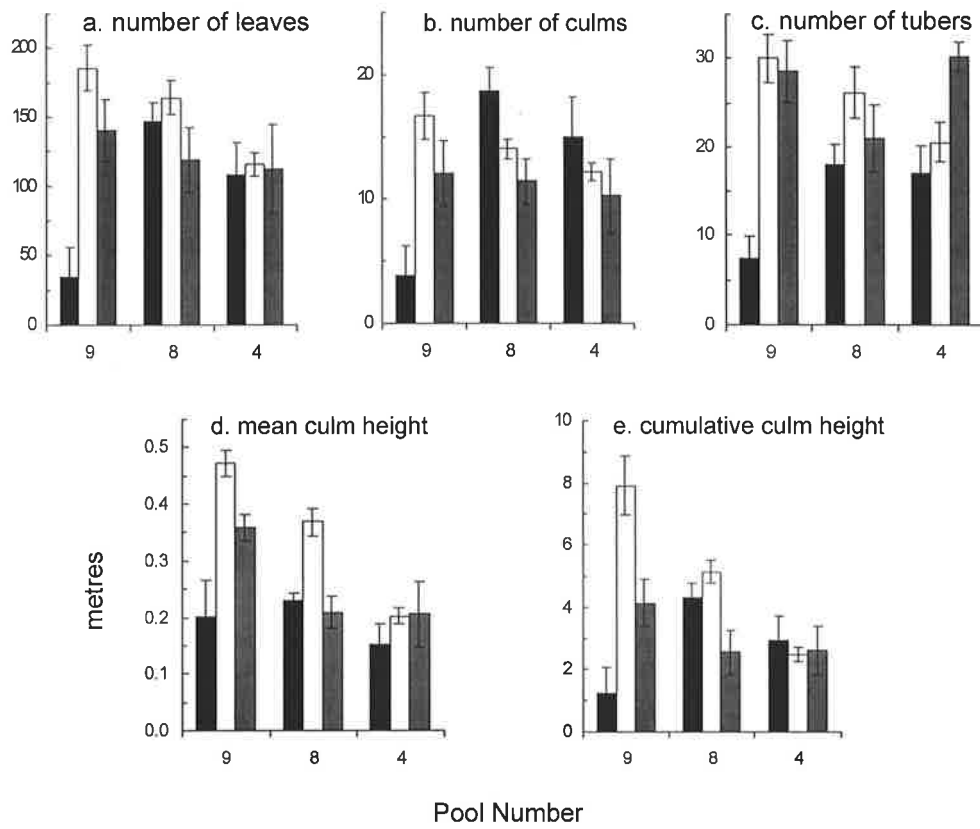 a. number of leaves
200
150
100
50
0
9 8 4
b. number of culms
20
10
0
9 8 4
c. number of tubers
30
20
10
0
9 8 4
d. mean culm height
metres
0.5
0.4
0.3
0.2
0.1
0.0
9 8 4
e. cumulative culm height
10
8
6
4
2
0
9 8 4
Pool Number